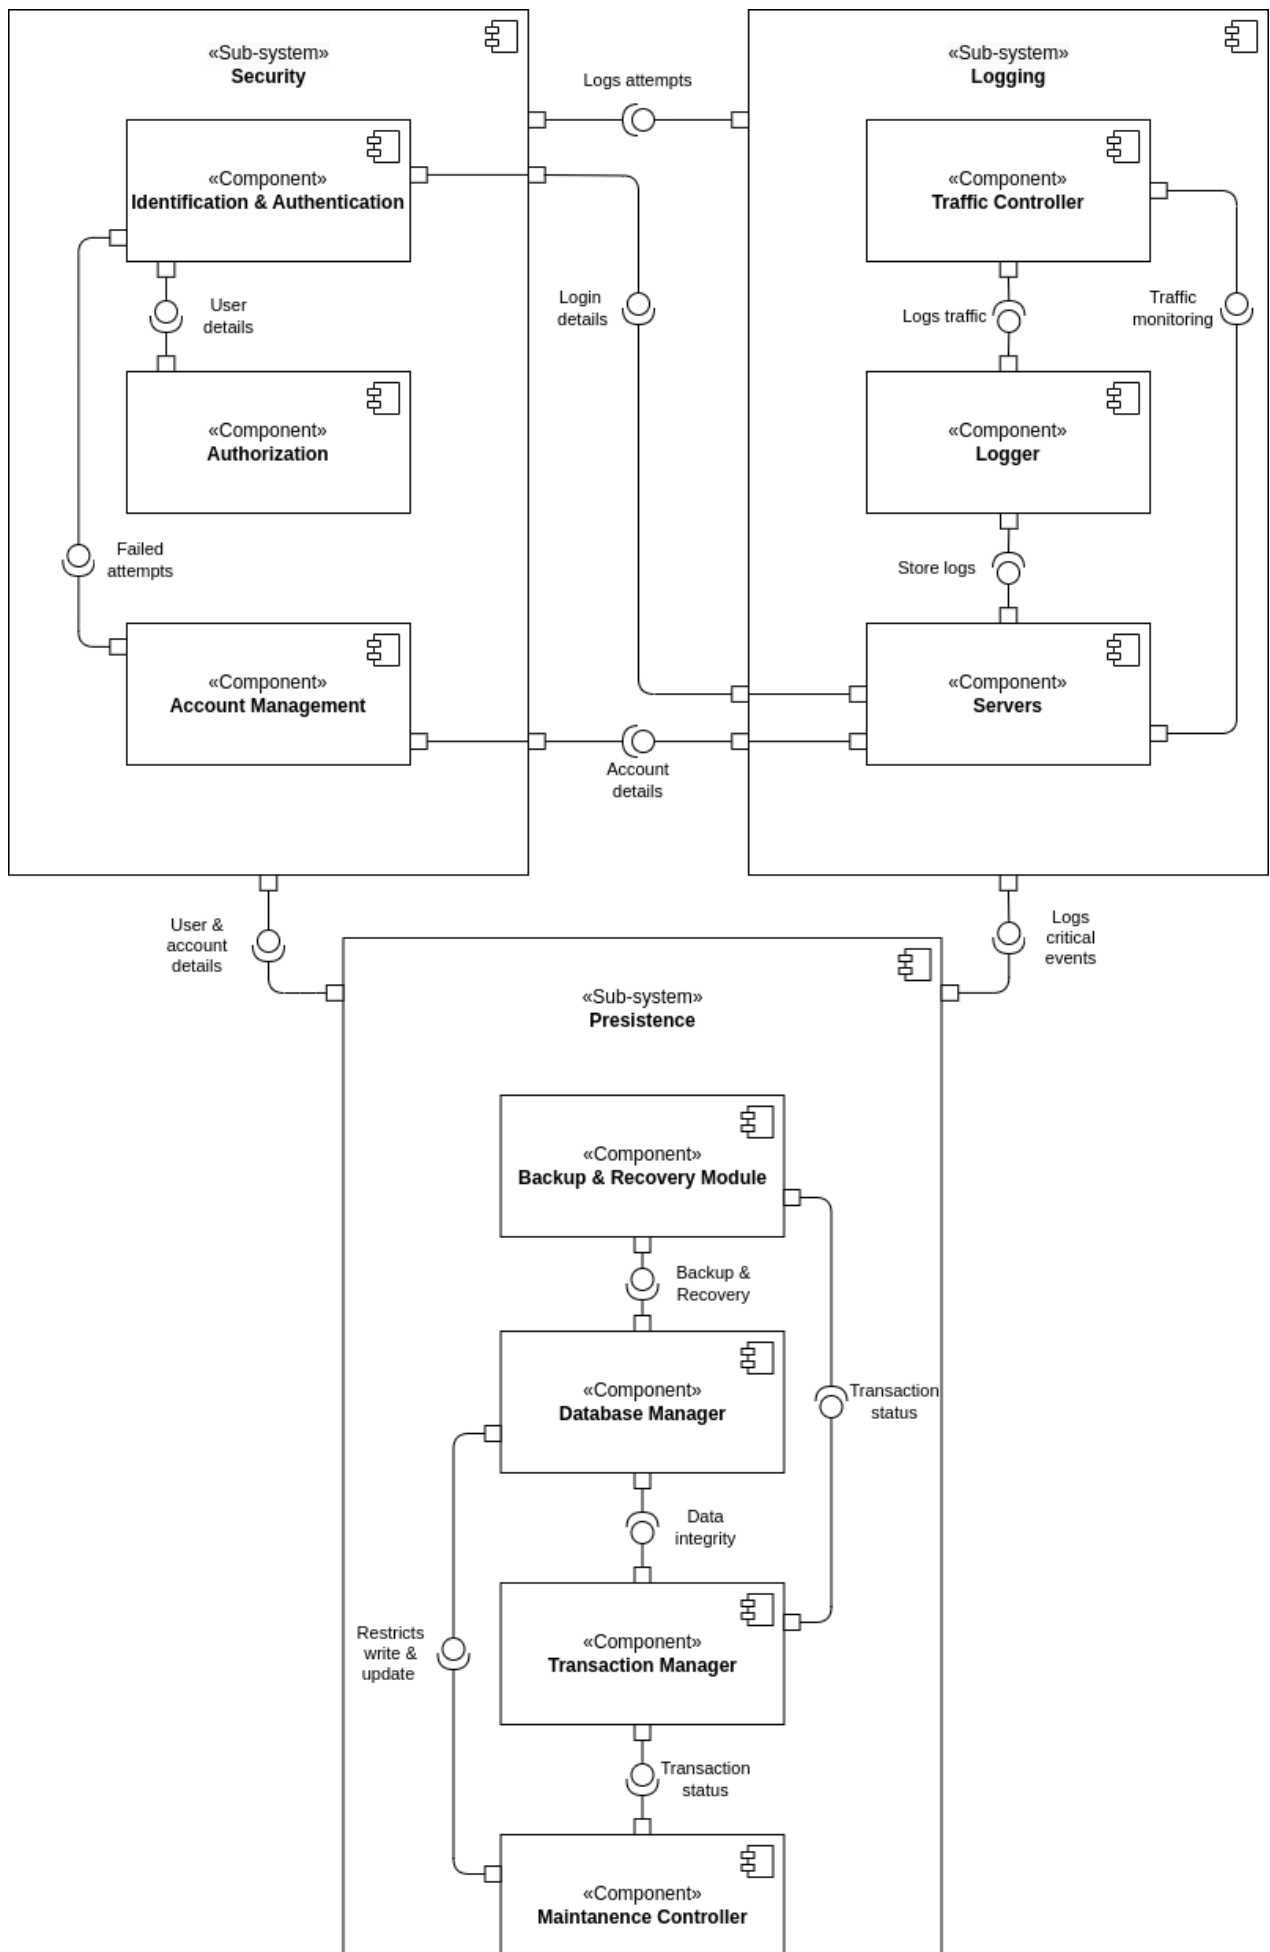 «Sub-system»
Security
«Component»
Identification & Authentication
User
details
«Component»
Authorization
Failed
attempts
«Component»
Account Management
Logs attempts
Login
details
Account
details
«Sub-system»
Logging
«Component»
Traffic Controller
Logs traffic
Traffic
monitoring
«Component»
Logger
Store logs
«Component»
Servers
User &
account
details
Logs
critical
events
«Sub-system»
Presistence
«Component»
Backup & Recovery Module
Backup &
Recovery
«Component»
Database Manager
Transaction
status
Data
integrity
«Component»
Transaction Manager
Restricts
write &
update
Transaction
status
«Component»
Maintanence Controller